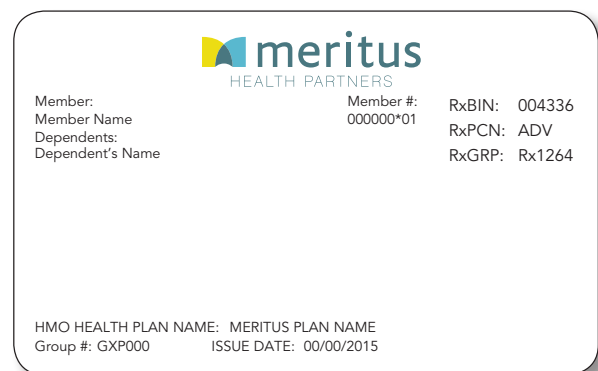 meritus
HEALTH PARTNERS
Member:
Member Name
Dependents:
Dependent’s Name
Member #:
000000*01
RxBIN: 004336
RxPCN: ADV
RxGRP: Rx1264
HMO HEALTH PLAN NAME: MERITUS PLAN NAME
Group #: GXP000 ISSUE DATE: 00/00/2015